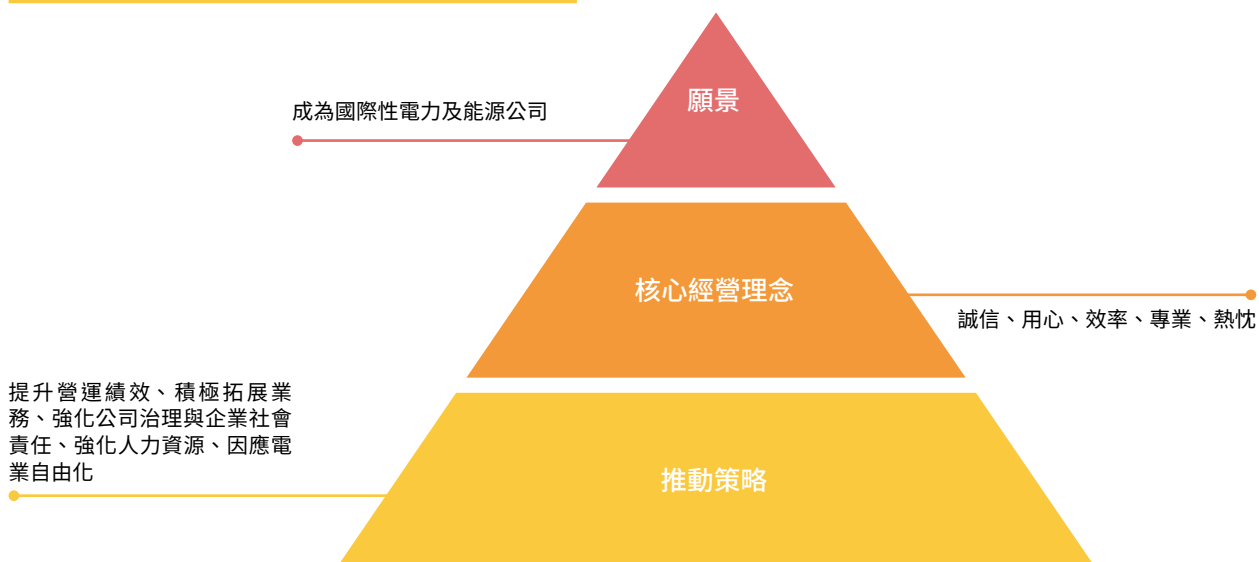 願景
成為國際性電力及能源公司
核心經營理念
誠信、用心、效率、專業、熱忱
提升營運績效、積極拓展業
務、強化公司治理與企業社會
責任、強化人力資源、因應電
業自由化
推動策略